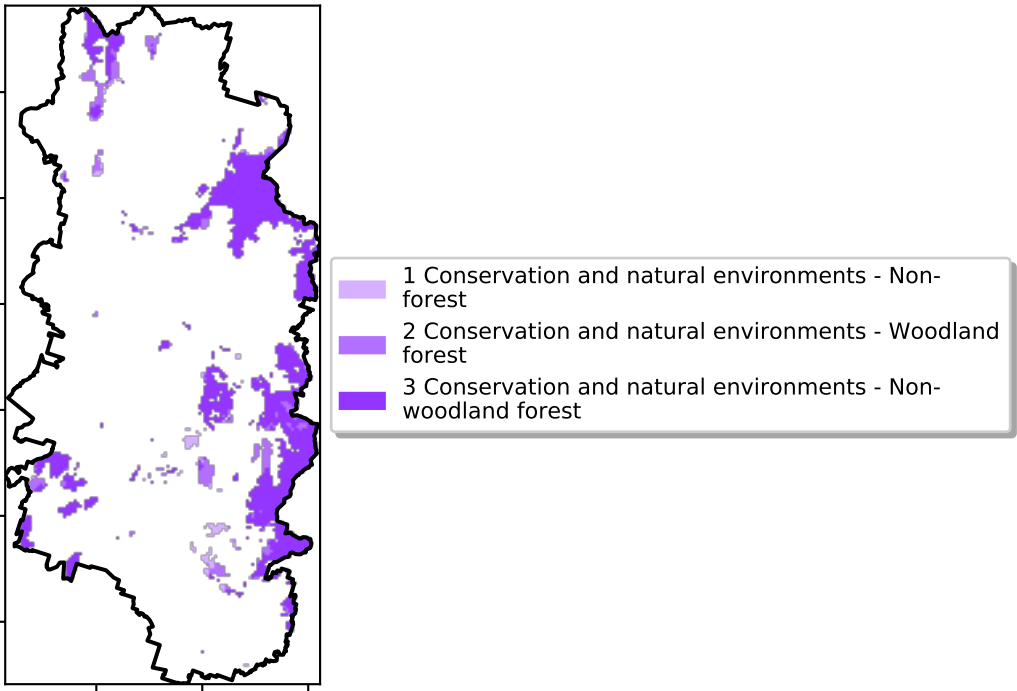 1 Conservation and natural environments - Non-
forest
2 Conservation and natural environments - Woodland
forest
3 Conservation and natural environments - Non-
woodland forest